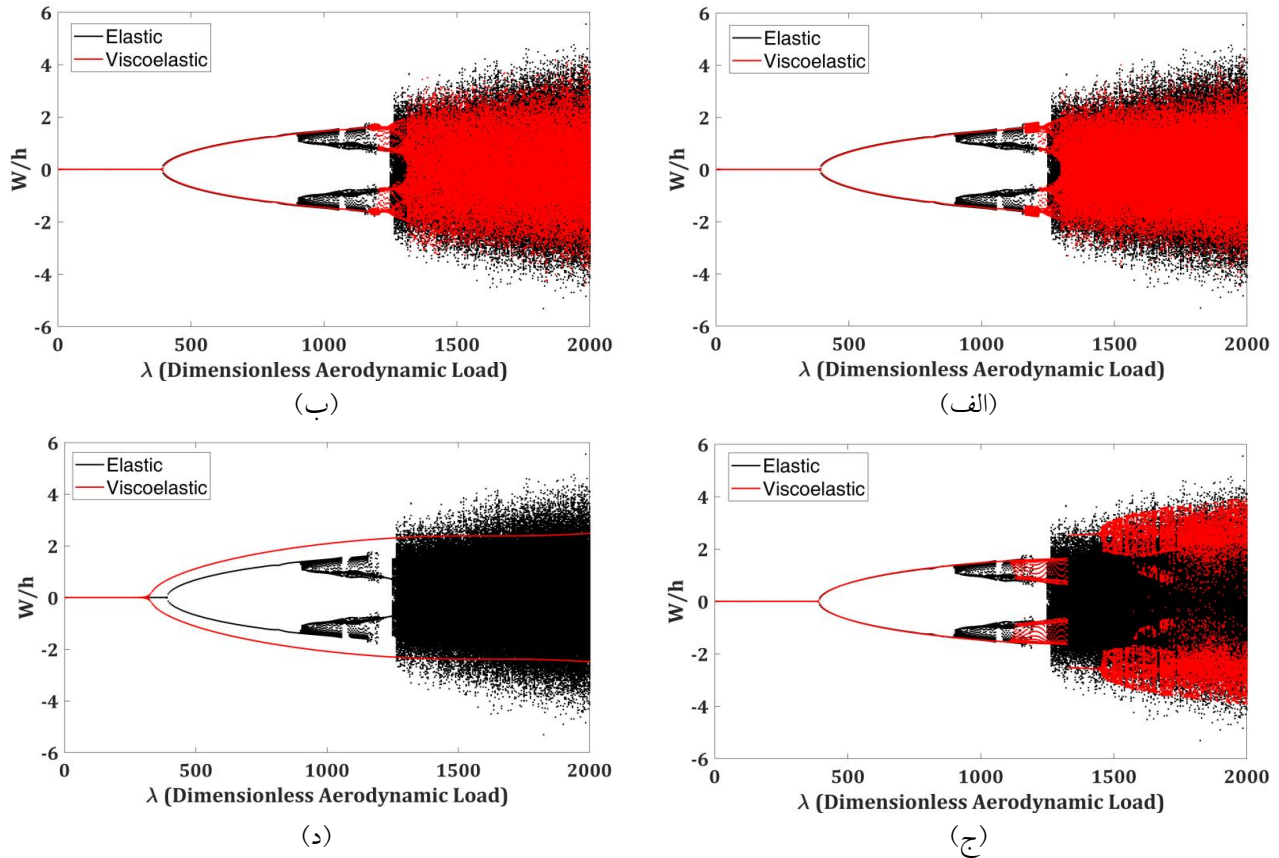 Elastic
Viscoelastic
W/h
6
4
2
0
-2
-4
-6
0
500
1000
1500
2000
λ (Dimensionless Aerodynamic Load)
(الف)
Elastic
Viscoelastic
W/h
6
4
2
0
-2
-4
-6
0
500
1000
1500
2000
λ (Dimensionless Aerodynamic Load)
(ب)
Elastic
Viscoelastic
W/h
6
4
2
0
-2
-4
-6
0
500
1000
1500
2000
λ (Dimensionless Aerodynamic Load)
(ج)
Elastic
Viscoelastic
W/h
6
4
2
0
-2
-4
-6
0
500
1000
1500
2000
λ (Dimensionless Aerodynamic Load)
(د)